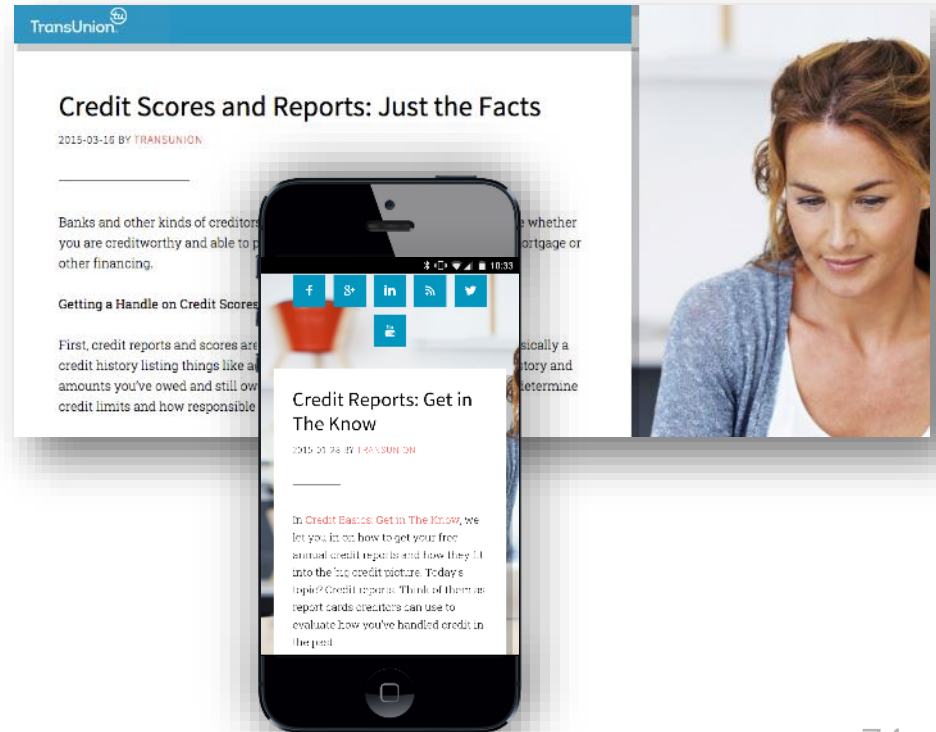 TransUnion
tu
Credit Scores and Reports: Just the Facts
2015-03-16 BY TRANSUNION
Banks and other kinds of creditors
whether
you are creditworthy and able to
ortgage or
other financing.
Getting a Handle on Credit Scores
First, credit reports and scores are
sically a
credit history listing things like
story and
amounts you've owed and still ow
determine
credit limits and how responsible
10:33
f
g+
in
You
Credit Reports: Get in
The Know
2015-01-28 BY TRANSUNION
In Credit Basics: Get in The Know, we
let you in on how to get your free
annual credit reports and how they fit
into the big credit picture. Today's
topic? Credit reports. Think of them as
report cards creditors can use to
evaluate how you've handled credit in
the past